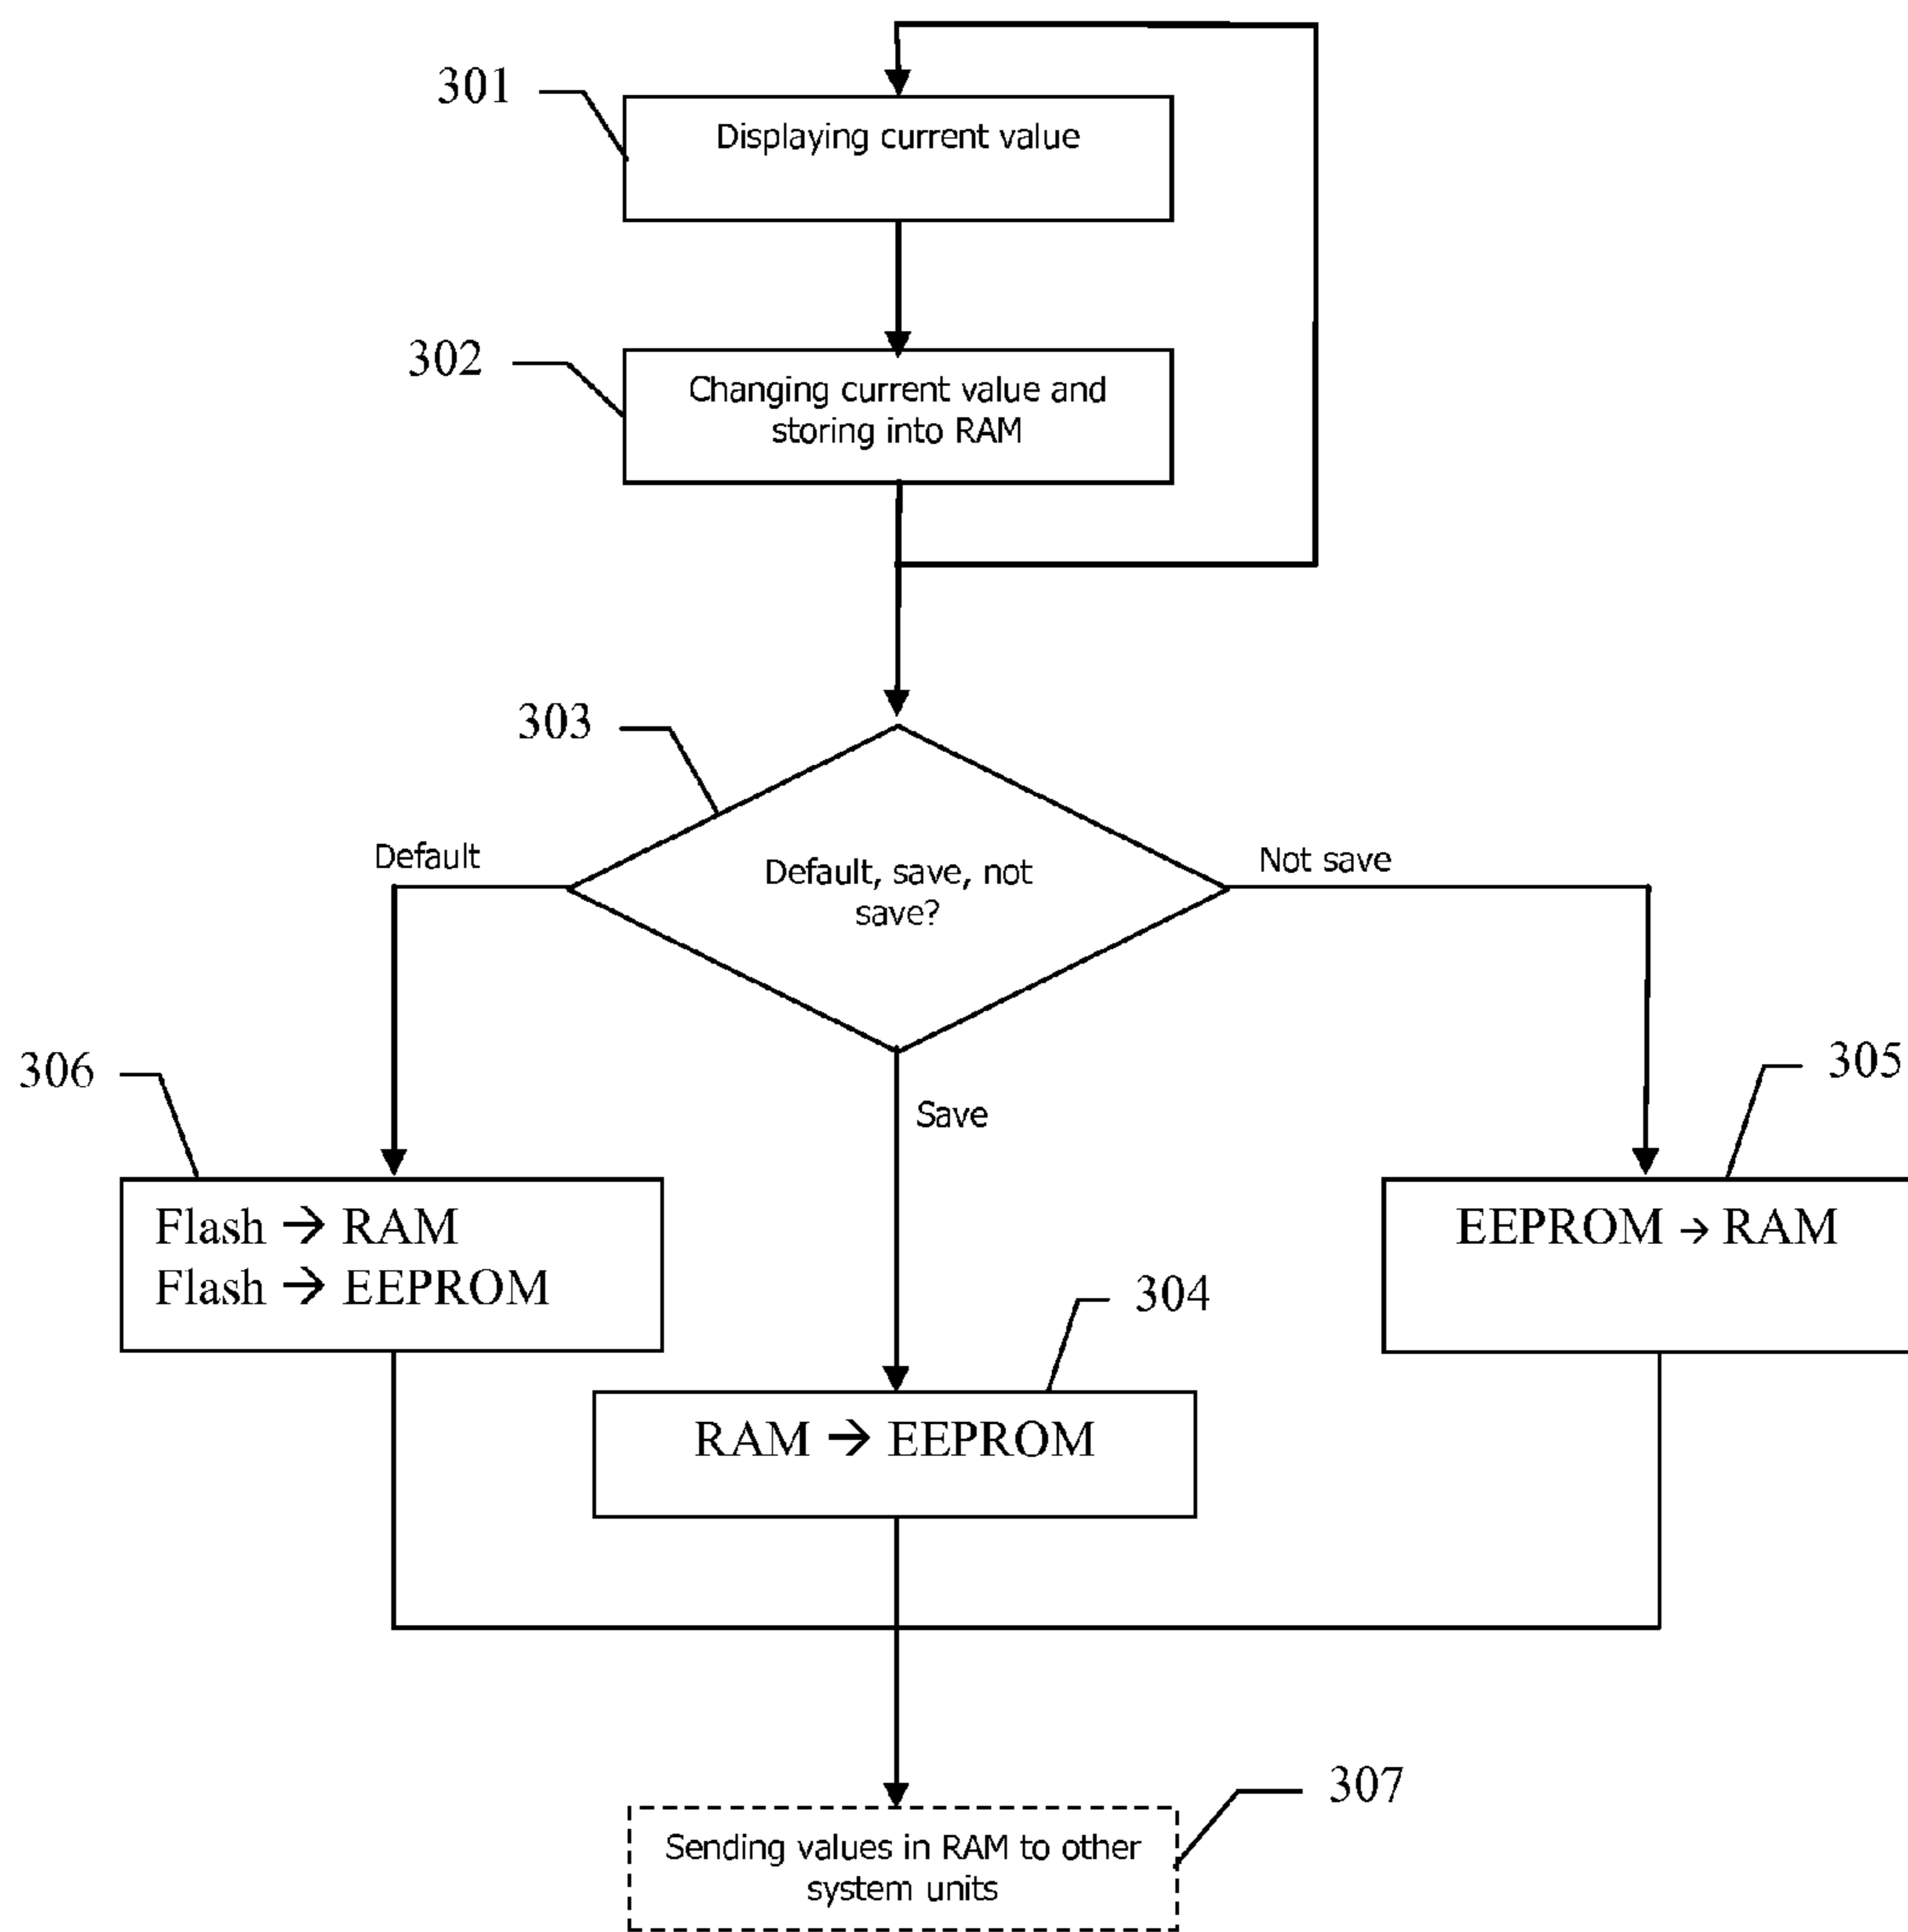 301
Displaying current value
302
Changing current value and
storing into RAM
303
Default
Default, save, not
save?
Not save
306
305
Save
Flash → RAM
Flash → EEPROM
EEPROM → RAM
304
RAM → EEPROM
307
Sending values in RAM to other
system units